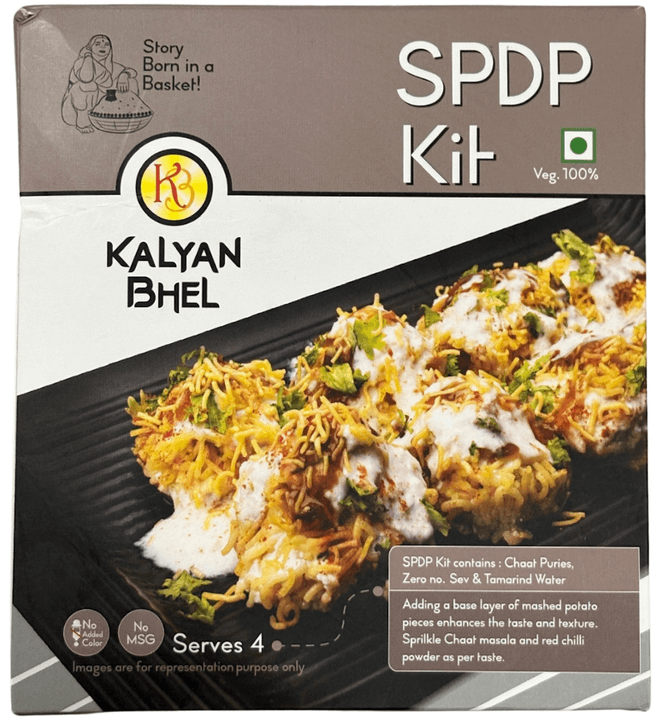 Story
Born in a
Basket!
SPDP
Kit
Veg. 100%
KB
KALYAN
BHEL
SPDP Kit contains : Chaat Puries,
Zero no. Sev & Tamarind Water
Adding a base layer of mashed potato
pieces enhances the taste and texture.
Sprilkle Chaat masala and red chilli
powder as per taste.
No
Added
Color
No
MSG
Serves 4
Images are for representation purpose only